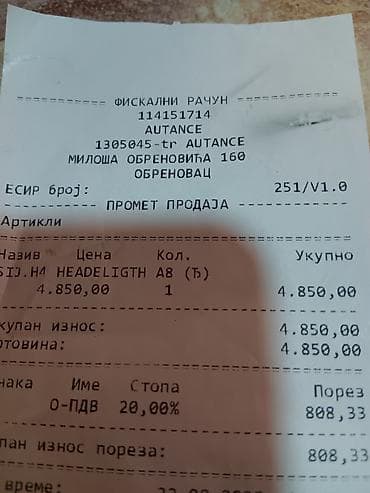 ФИСКАЛНИ РАЧУН
114151714
AUTANCE
1305045-tr AUTANCE
МИЛОША ОБРЕНОВИЋА 160
ОБРЕНОВАЦ
ЕСИР број: 251/V1.0
ПРОМЕТ ПРОДАЈА
Артикли
Назив Цена Кол. Укупно
SIJ.H4 HEADELIGTH A8 (Ђ)
4.850,00 1 4.850,00
купан износ: 4.850,00
отовина: 4.850,00
нака Име Стопа Порез
О-ПДВ 20,00% 808,33
пан износ пореза: 808,33
време: